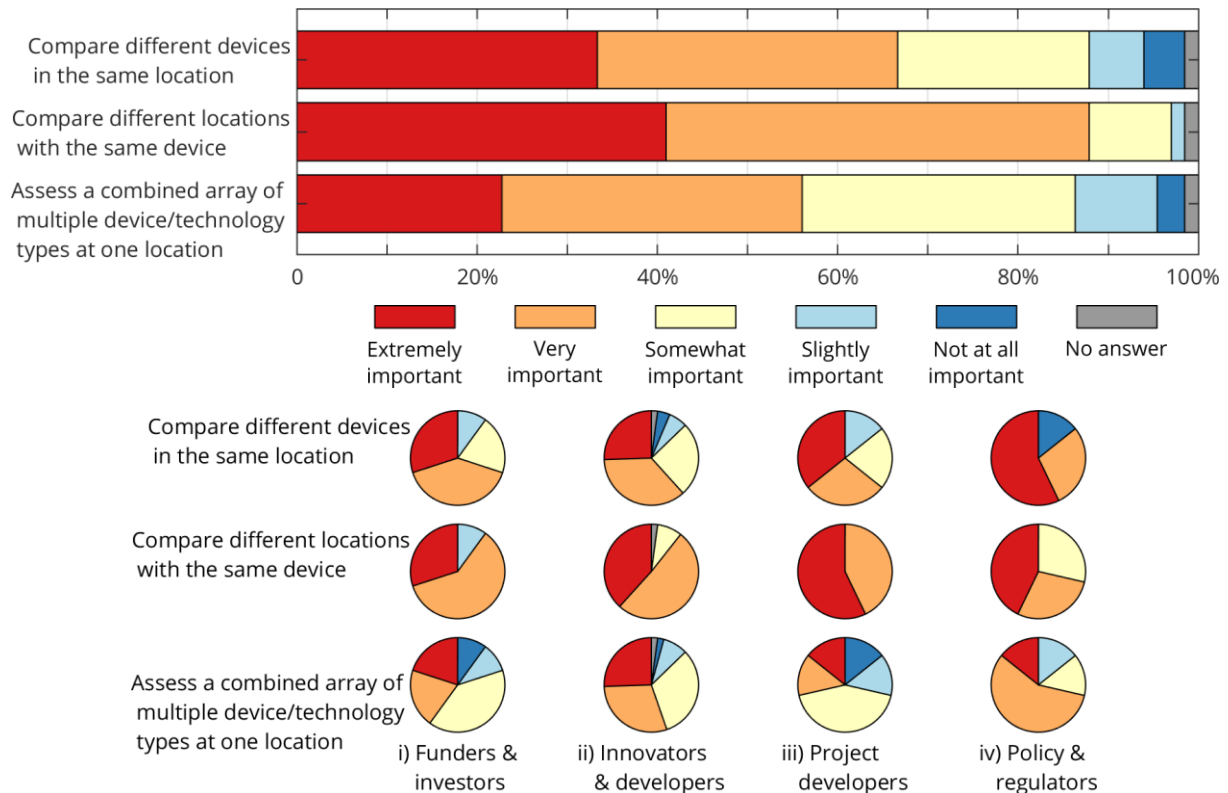 Compare different devices
in the same location
Compare different locations
with the same device
Assess a combined array of
multiple device/technology
types at one location
0 20% 40% 60% 80% 100%
Extremely important
Very important
Somewhat important
Slightly important
Not at all important
No answer
Compare different devices
in the same location
Compare different locations
with the same device
Assess a combined array of
multiple device/technology
types at one location
i) Funders &
investors
ii) Innovators
& developers
iii) Project
developers
iv) Policy &
regulators